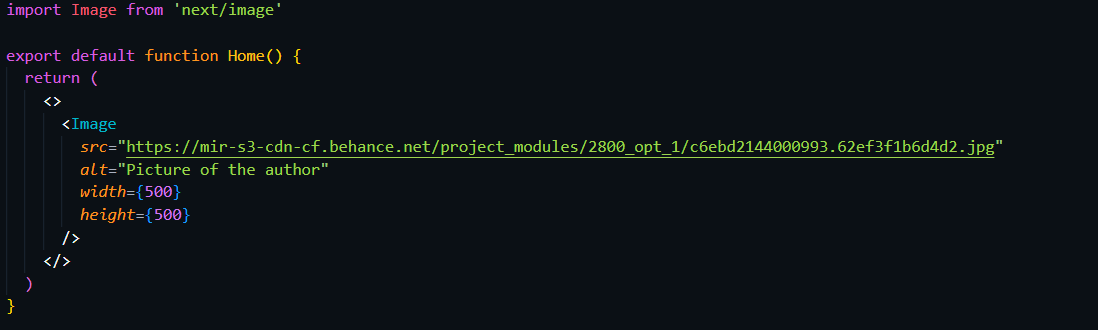 import Image from 'next/image'
export default function Home() {
return (
<>
<Image
src="https://mir-s3-cdn-cf.behance.net/project_modules/2800_opt_1/c6ebd2144000993.62ef3f1b6d4d2.jpg"
alt="Picture of the author"
width={500}
height={500}
/>
</>
)
}